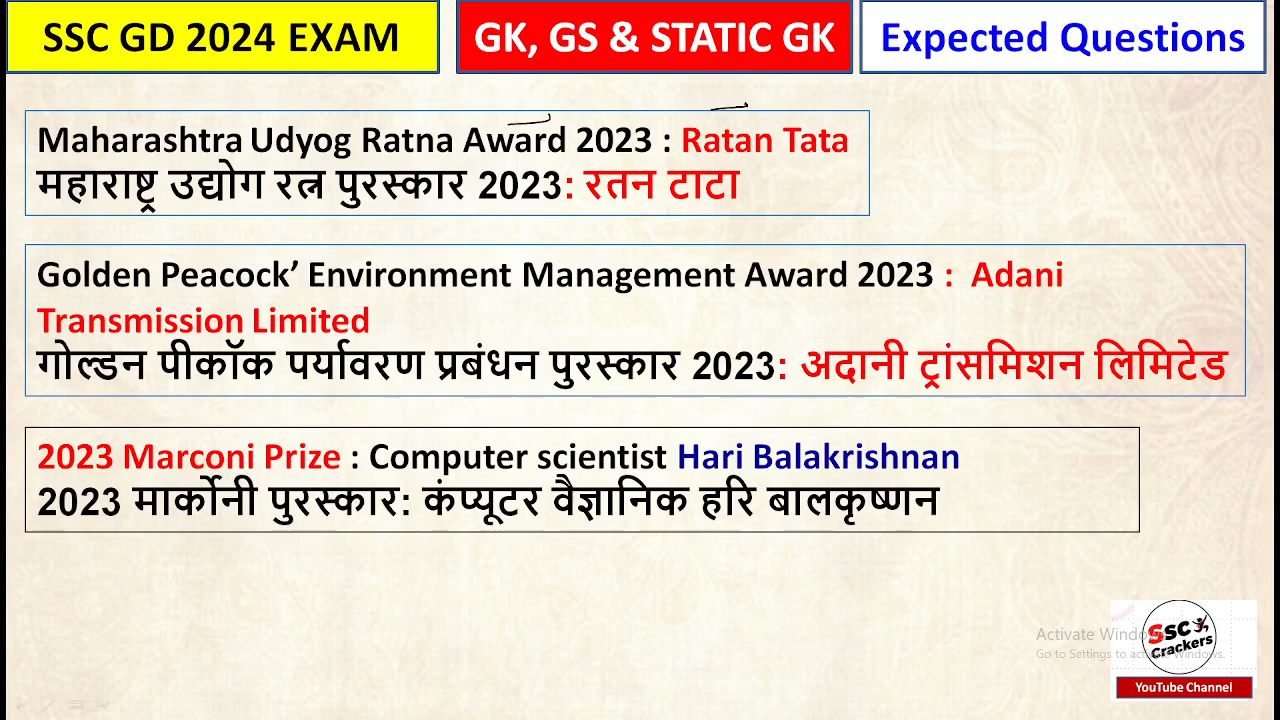 SSC GD 2024 EXAM
GK, GS & STATIC GK
Expected Questions
Maharashtra Udyog Ratna Award 2023 : Ratan Tata
महाराष्ट्र उद्योग रत्न पुरस्कार 2023: रतन टाटा
Golden Peacock’ Environment Management Award 2023 : Adani
Transmission Limited
गोल्डन पीकॉक पर्यावरण प्रबंधन पुरस्कार 2023: अदानी ट्रांसमिशन लिमिटेड
2023 Marconi Prize : Computer scientist Hari Balakrishnan
2023 मार्कोनी पुरस्कार: कंप्यूटर वैज्ञानिक हरि बालकृष्णन
Activate Windows
Go to Settings to activate Windows.
SSC
Crackers
YouTube Channel